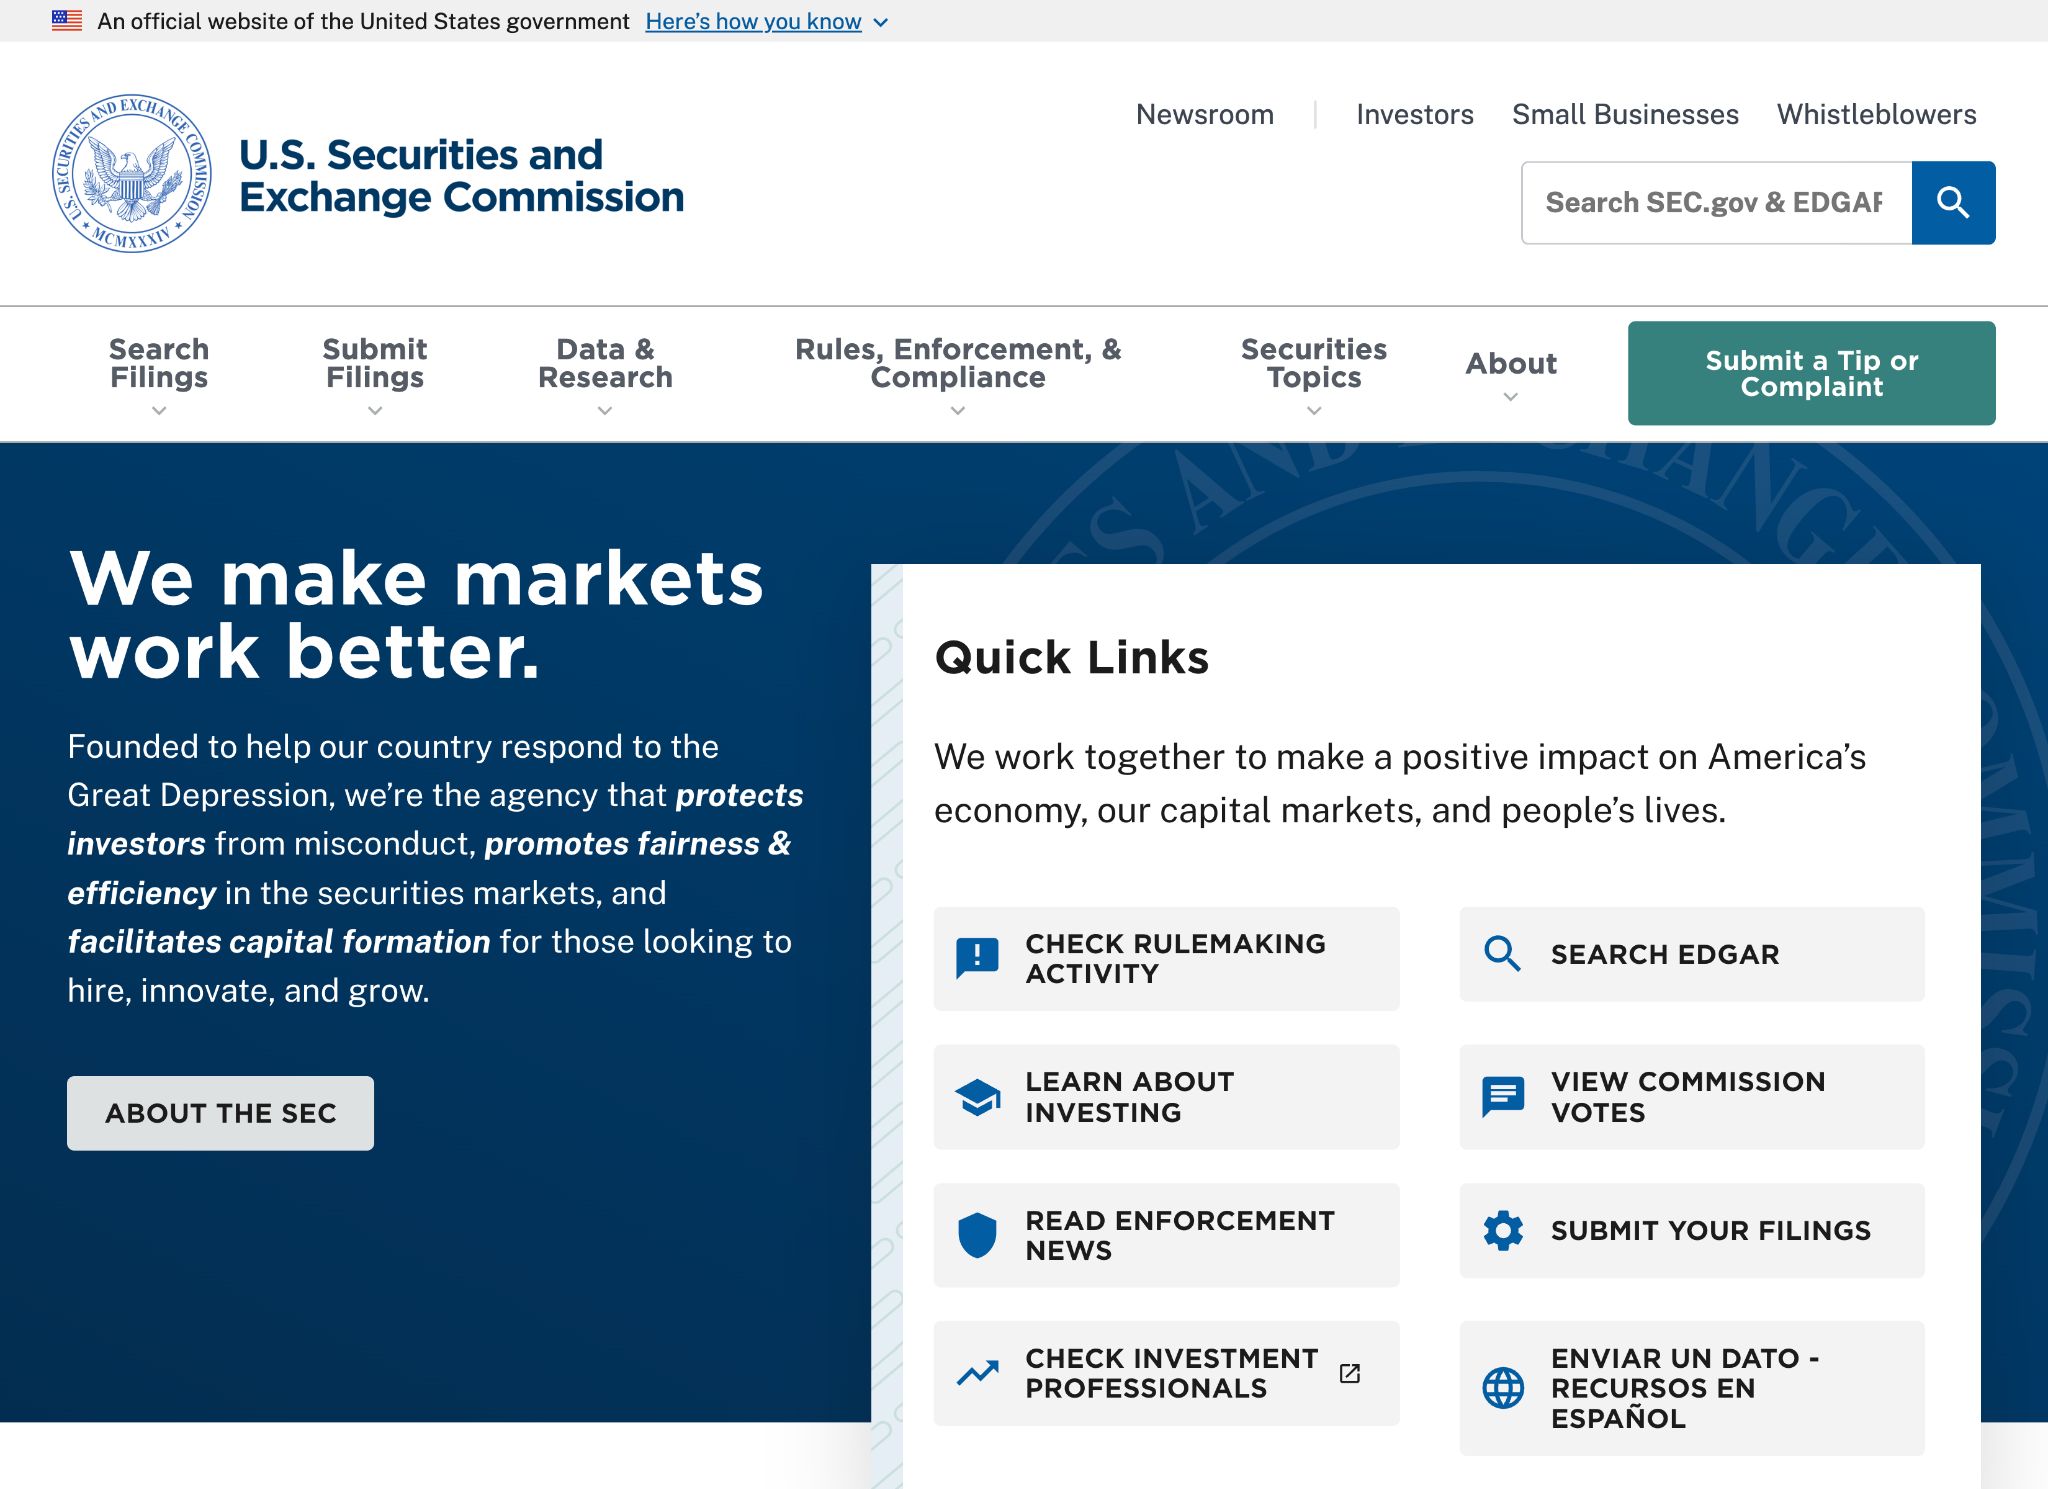 An official website of the United States government Here's how you know
U.S. SECURITIES AND EXCHANGE COMMISSION
MCMXXXIV
U.S. Securities and
Exchange Commission
Newsroom
Investors
Small Businesses
Whistleblowers
Search SEC.gov & EDGAR
Search
Filings
Submit
Filings
Data &
Research
Rules, Enforcement, &
Compliance
Securities
Topics
About
Submit a Tip or
Complaint
We make markets
work better.
Founded to help our country respond to the
Great Depression, we’re the agency that protects
investors from misconduct, promotes fairness &
efficiency in the securities markets, and
facilitates capital formation for those looking to
hire, innovate, and grow.
ABOUT THE SEC
Quick Links
We work together to make a positive impact on America’s
economy, our capital markets, and people’s lives.
CHECK RULEMAKING
ACTIVITY
SEARCH EDGAR
LEARN ABOUT
INVESTING
VIEW COMMISSION
VOTES
READ ENFORCEMENT
NEWS
SUBMIT YOUR FILINGS
CHECK INVESTMENT
PROFESSIONALS
ENVIAR UN DATO -
RECURSOS EN
ESPAÑOL